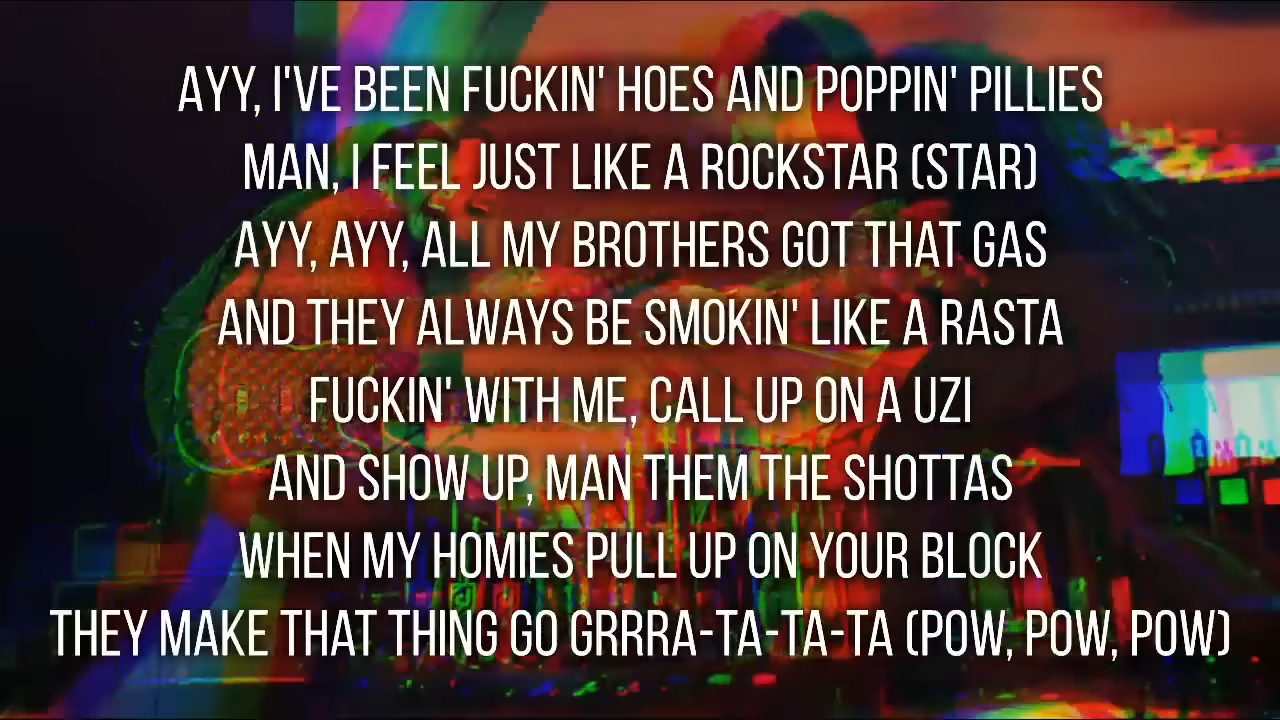 AYY, I'VE BEEN FUCKIN' HOES AND POPPIN' PILLIES
MAN, I FEEL JUST LIKE A ROCKSTAR (STAR)
AYY, AYY, ALL MY BROTHERS GOT THAT GAS
AND THEY ALWAYS BE SMOKIN' LIKE A RASTA
FUCKIN' WITH ME, CALL UP ON A UZI
AND SHOW UP, MAN THEM THE SHOTTAS
WHEN MY HOMIES PULL UP ON YOUR BLOCK
THEY MAKE THAT THING GO GRRRA-TA-TA-TA (POW, POW, POW)